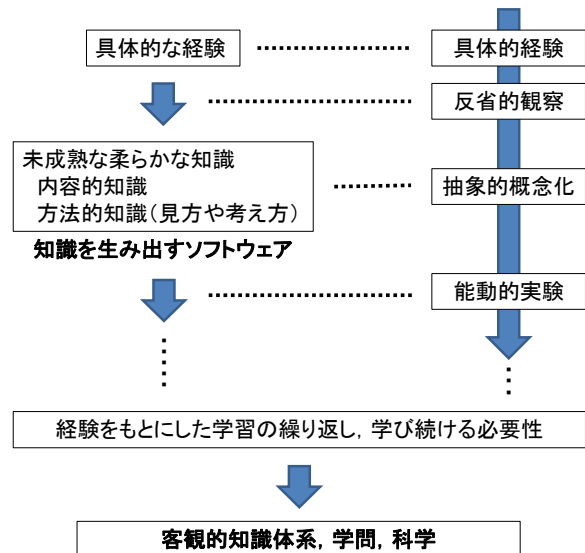 具体的な経験
具体的経験
反省的観察
未成熟な柔らかな知識
内容的知識
方法的知識(見方や考え方)
抽象的概念化
知識を生み出すソフトウェア
能動的実験
経験をもとにした学習の繰り返し，学び続ける必要性
客観的知識体系，学問，科学